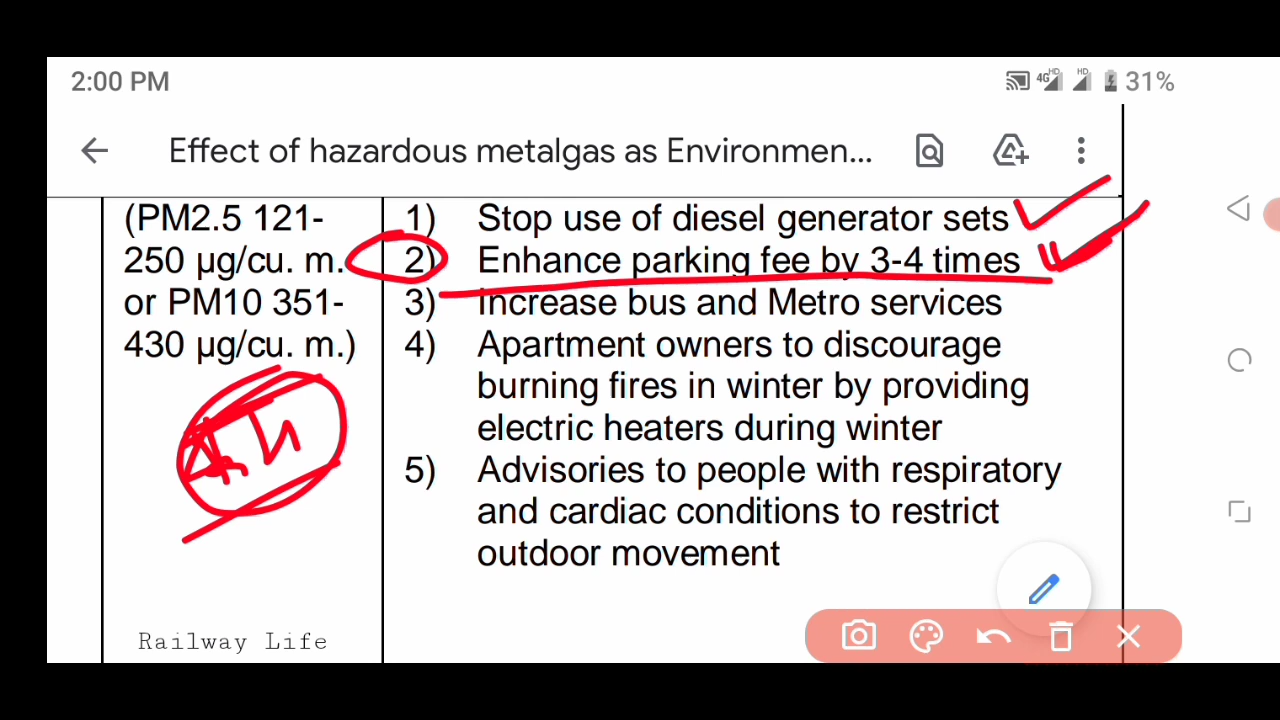 2:00 PM
4G HD HD 31%
Effect of hazardous metalgas as Environmen...
(PM2.5 121-
250 µg/cu. m.
or PM10 351-
430 µg/cu. m.)
1) Stop use of diesel generator sets
2) Enhance parking fee by 3-4 times
3) Increase bus and Metro services
4) Apartment owners to discourage
burning fires in winter by providing
electric heaters during winter
5) Advisories to people with respiratory
and cardiac conditions to restrict
outdoor movement
Railway Life